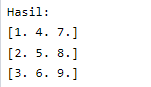 Hasil:
[1. 4. 7.]
[2. 5. 8.]
[3. 6. 9.]